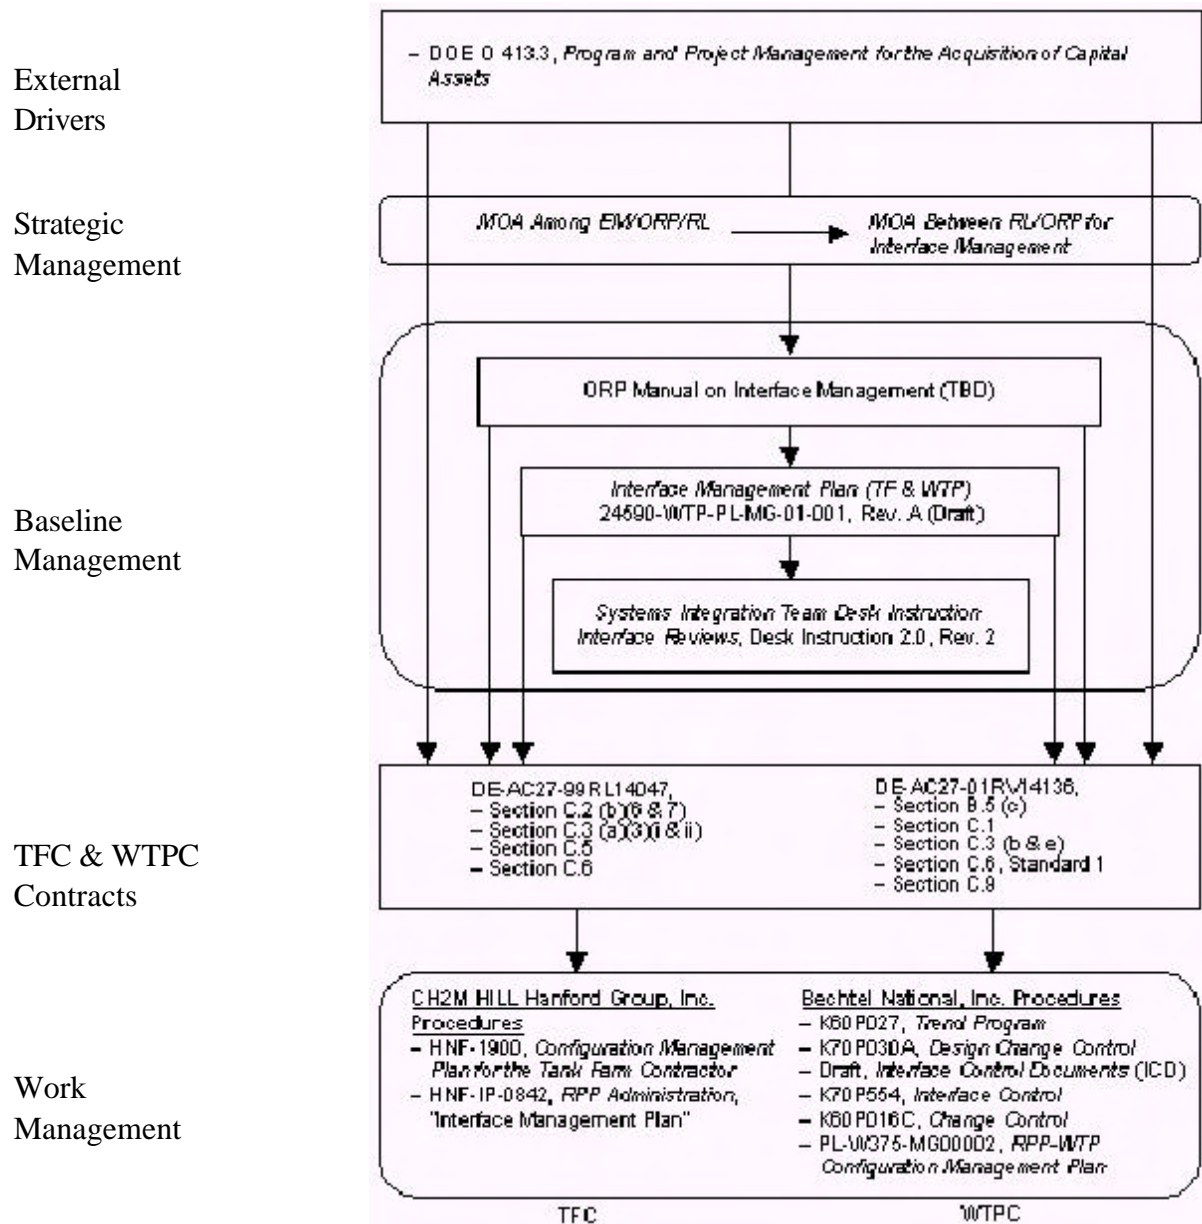 External
Drivers
– DOE O 413.3, Program and Project Management for the Acquisition of Capital
Assets
Strategic
Management
MOA Among EM/ORP/RL
MOA Between RL/ORP for
Interface Management
Baseline
Management
ORP Manual on Interface Management (TBD)
Interface Management Plan (TF & WTP)
24590-WTP-PL-MG-01-001, Rev. A (Draft)
Systems Integration Team Desk Instruction
Interface Reviews, Desk Instruction 2.0, Rev. 2
TFC & WTPC
Contracts
DE-AC27-99RL14047,
– Section C.2 (b)(6 & 7)
– Section C.3 (a)(3)(i & ii)
– Section C.5
– Section C.6
DE-AC27-01RV14136,
– Section B.5 (c)
– Section C.1
– Section C.3 (b & e)
– Section C.6, Standard 1
– Section C.9
Work
Management
CH2M HILL Hanford Group, Inc.
Procedures
– HNF-1900, Configuration Management
Plan for the Tank Farm Contractor
– HNF-IP-0842, RPP Administration,
"Interface Management Plan"
Bechtel National, Inc. Procedures
– K60P027, Trend Program
– K70P030A, Design Change Control
– Draft, Interface Control Documents (ICD)
– K70P554, Interface Control
– K60P016C, Change Control
– PL-W375-MG00002, RPP-WTP
Configuration Management Plan
TFC
WTPC